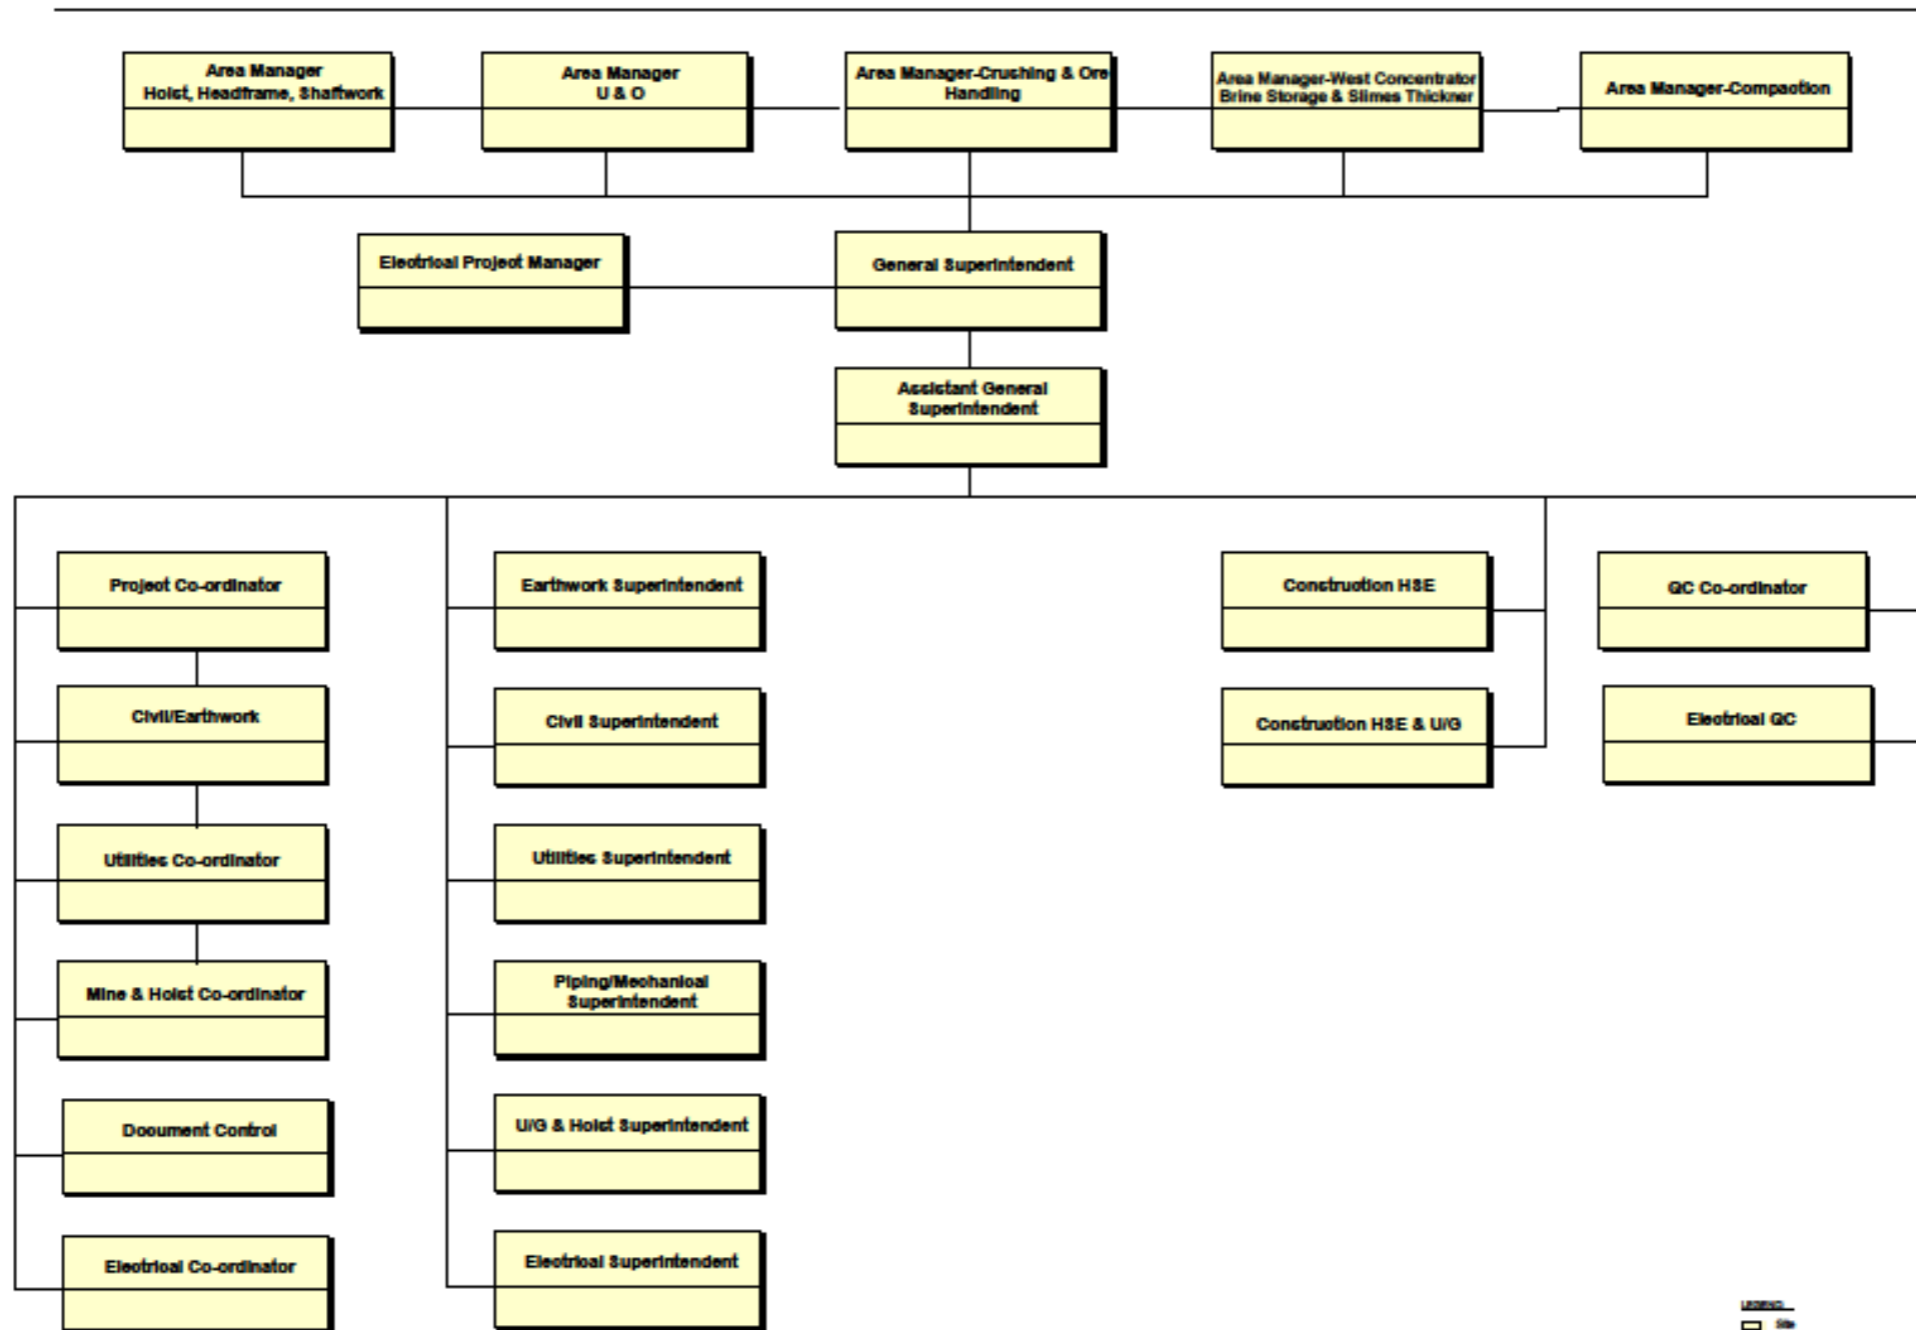 Area Manager
Hoist, Headframe, Shaftwork
Area Manager
U & O
Area Manager-Crushing & Ore
Handling
Area Manager-West Concentrator
Brine Storage & Slimes Thickner
Area Manager-Compaction
Electrical Project Manager
General Superintendent
Assistant General
Superintendent
Project Co-ordinator
Earthwork Superintendent
Construction HSE
QC Co-ordinator
Civil/Earthwork
Civil Superintendent
Construction HSE & U/G
Electrical QC
Utilities Co-ordinator
Utilities Superintendent
Mine & Hoist Co-ordinator
Piping/Mechanical
Superintendent
Document Control
U/G & Hoist Superintendent
Electrical Co-ordinator
Electrical Superintendent
LEGEND
Site